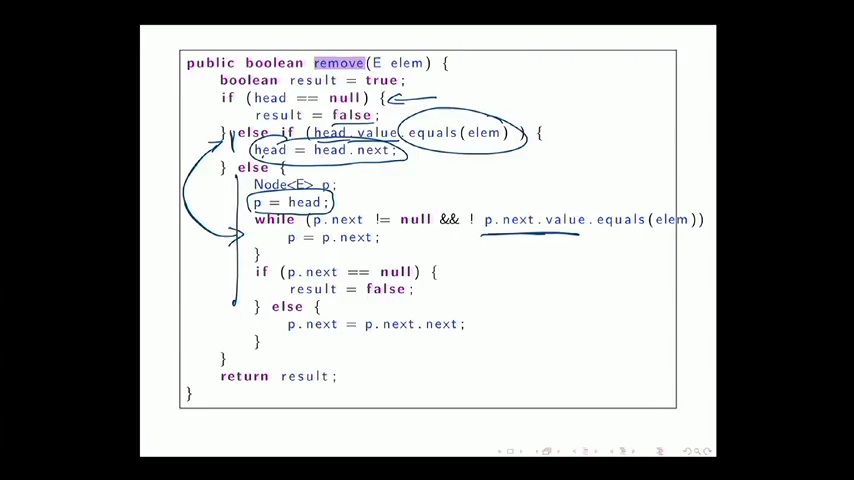 public boolean remove(E elem) {
boolean result = true;
if (head == null) {
result = false;
} else if (head.value.equals(elem) ) {
head = head.next;
} else {
Node<E> p;
p = head;
while (p.next != null && ! p.next.value.equals(elem))
p = p.next;
}
if (p.next == null) {
result = false;
} else {
p.next = p.next.next;
}
}
return result;
}